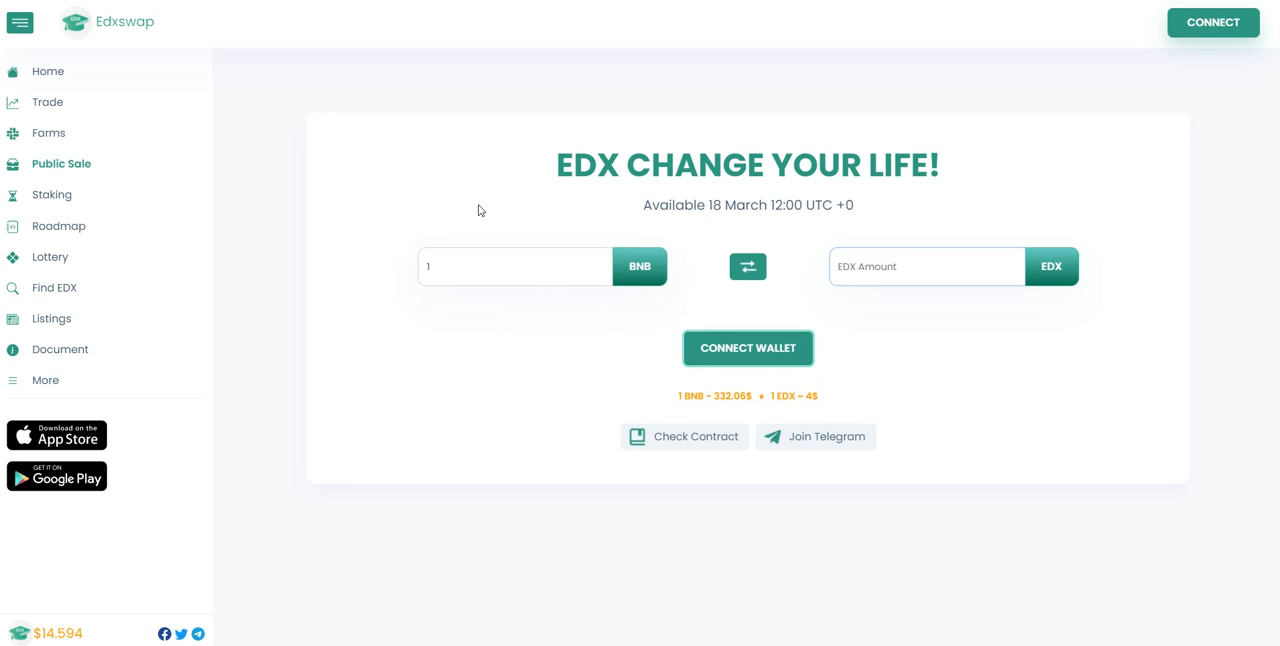 EDX
Edxswap
CONNECT
Home
Trade
Farms
Public Sale
Staking
Roadmap
Lottery
Find EDX
Listings
Document
More
Download on the
App Store
GET IT ON
Google Play
EDX
$14.594
EDX CHANGE YOUR LIFE!
Available 18 March 12:00 UTC +0
1
BNB
EDX Amount
EDX
CONNECT WALLET
1 BNB ~ 332.06$ ♦ 1 EDX ~ 4$
Check Contract
Join Telegram